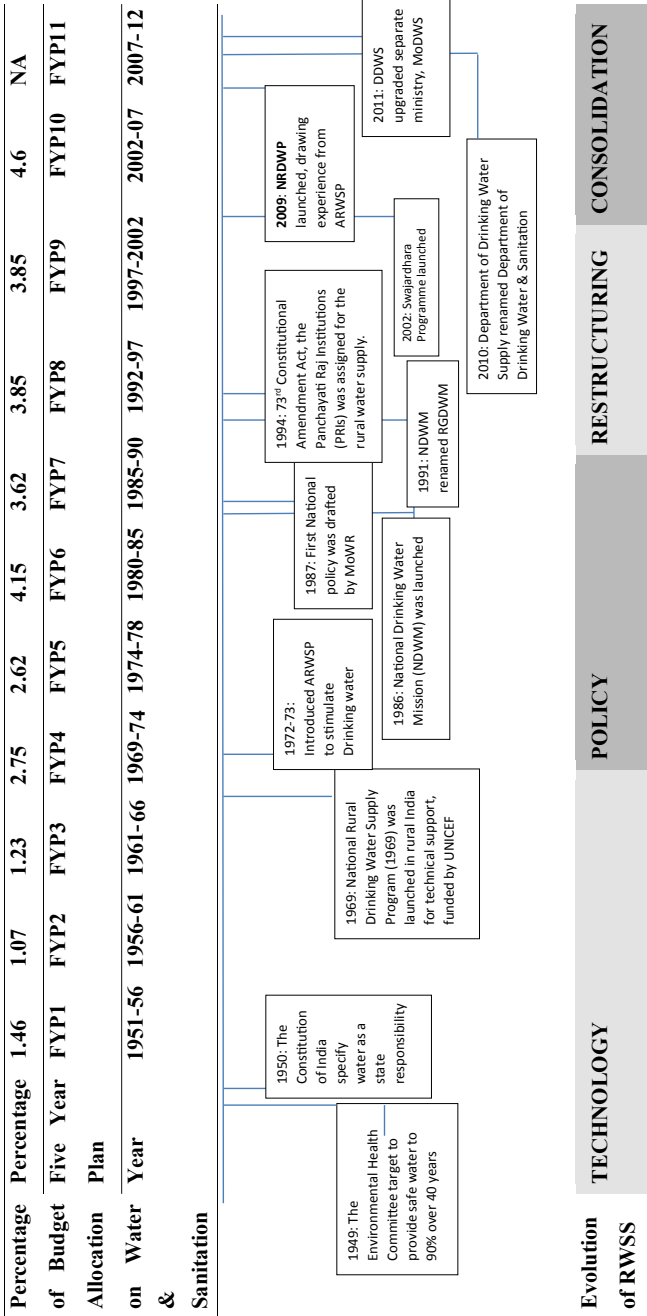 Percentage Percentage 1.46 1.07 1.23 2.75 2.62 4.15 3.62 3.85 3.85 4.6 NA
of Budget Five Year FYP1 FYP2 FYP3 FYP4 FYP5 FYP6 FYP7 FYP8 FYP9 FYP10 FYP11
Allocation Plan
on Water Year 1951-56 1956-61 1961-66 1969-74 1974-78 1980-85 1985-90 1992-97 1997-2002 2002-07 2007-12
&
Sanitation
1949: The
Environmental Health
Committee target to
provide safe water to
90% over 40 years
1950: The
Constitution
of India
specify
water as a
state
responsibility
1969: National Rural
Drinking Water Supply
Program (1969) was
launched in rural India
for technical support,
funded by UNICEF
1972-73:
Introduced ARWSP
to stimulate
Drinking water
1986: National Drinking Water
Mission (NDWM) was launched
1987: First National
policy was drafted
by MoWR
1991: NDWM
renamed RGDWM
1994: 73rd Constitutional
Amendment Act, the
Panchayati Raj Institutions
(PRIs) was assigned for the
rural water supply.
2002: Swajardhara
Programme launched
2009: NRDWP
launched, drawing
experience from
ARWSP
2010: Department of Drinking Water
Supply renamed Department of
Drinking Water & Sanitation
2011: DDWS
upgraded separate
ministry, MoDWS
Evolution
of RWSS
TECHNOLOGY POLICY RESTRUCTURING CONSOLIDATION